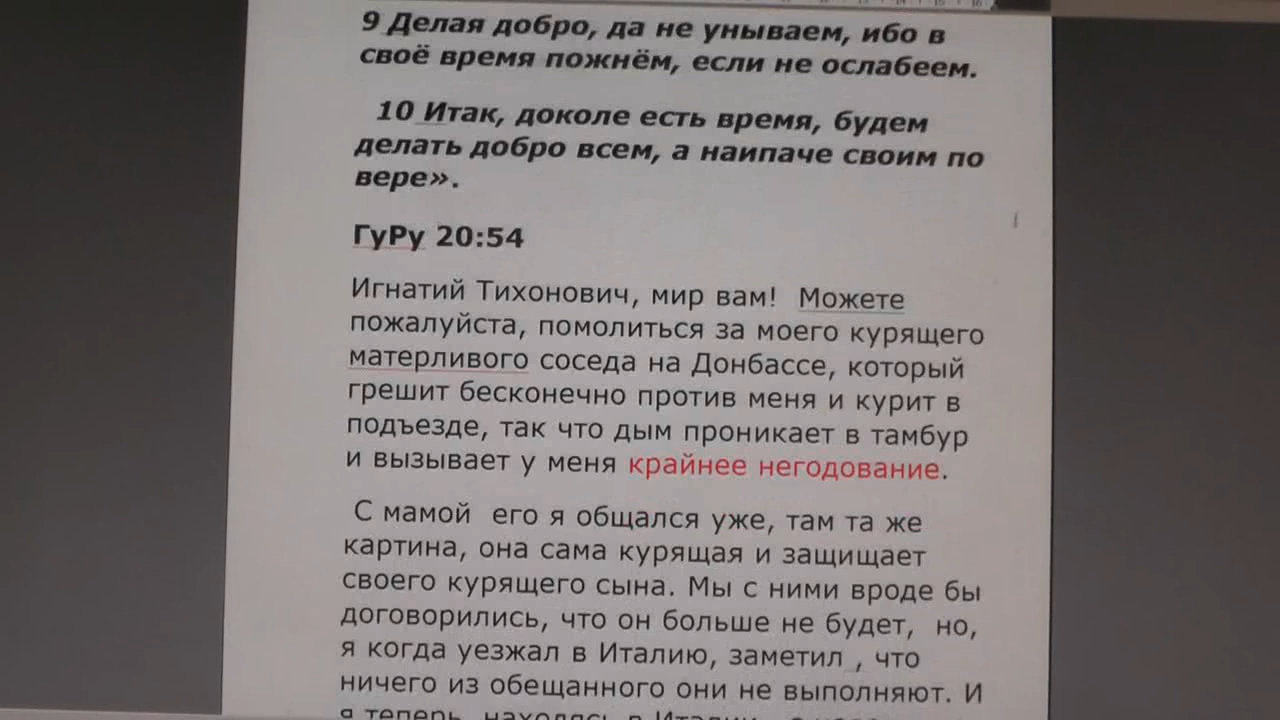 9 Делая добро, да не унываем, ибо в
своё время пожнём, если не ослабеем.
10 Итак, доколе есть время, будем
делать добро всем, а наипаче своим по
вере».
ГуРу 20:54
Игнатий Тихонович, мир вам! Можете
пожалуйста, помолиться за моего курящего
матерливого соседа на Донбассе, который
грешит бесконечно против меня и курит в
подъезде, так что дым проникает в тамбур
и вызывает у меня крайнее негодование.
С мамой его я общался уже, там та же
картина, она сама курящая и защищает
своего курящего сына. Мы с ними вроде бы
договорились, что он больше не будет, но,
я когда уезжал в Италию, заметил , что
ничего из обещанного они не выполняют. И
я теперь, находясь в Италии,